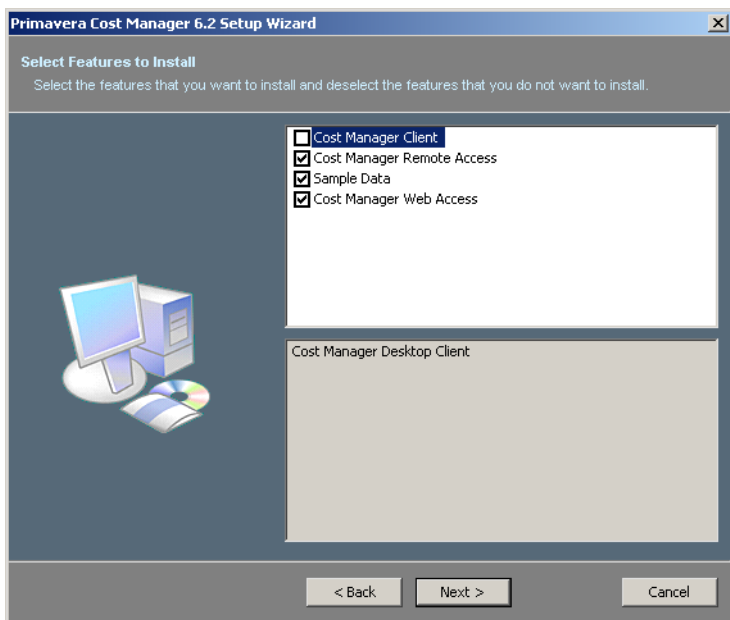 Primavera Cost Manager 6.2 Setup Wizard
Select Features to Install
Select the features that you want to install and deselect the features that you do not want to install.
Cost Manager Client
Cost Manager Remote Access
Sample Data
Cost Manager Web Access
Cost Manager Desktop Client
< Back
Next >
Cancel